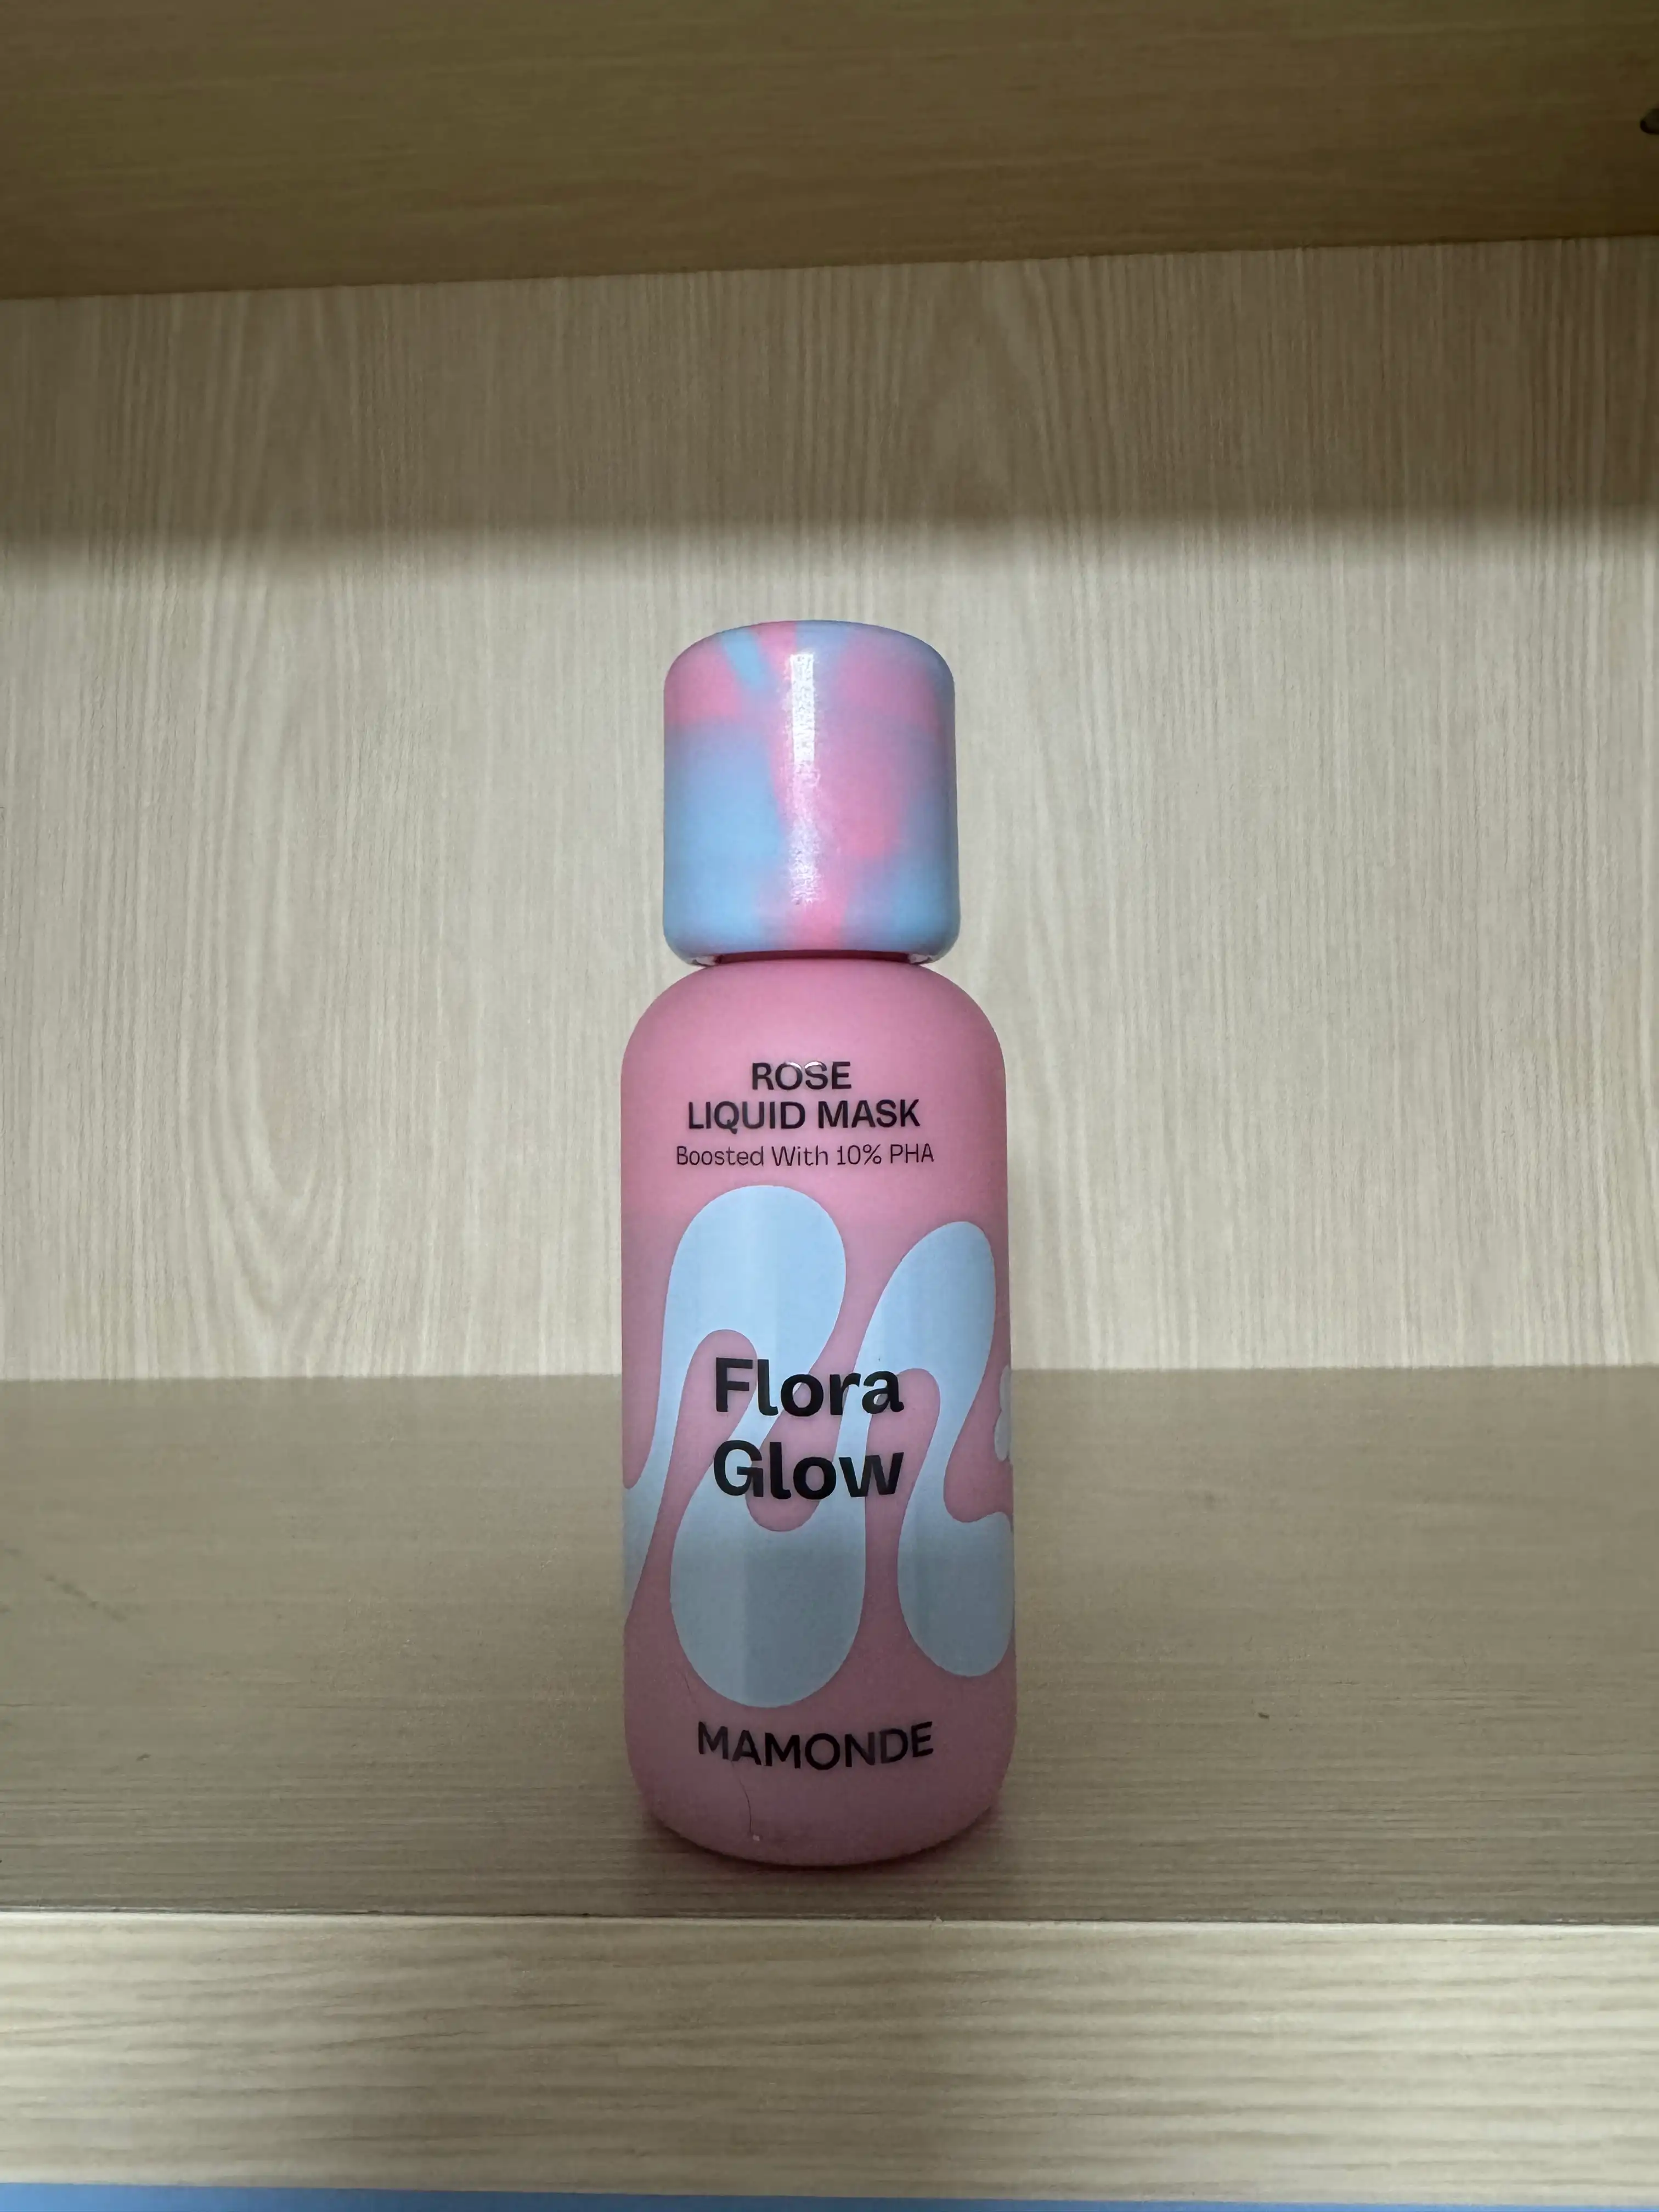 ROSE
LIQUID MASK
Boosted With 10% PHA
Flora
Glow
MAMONDE